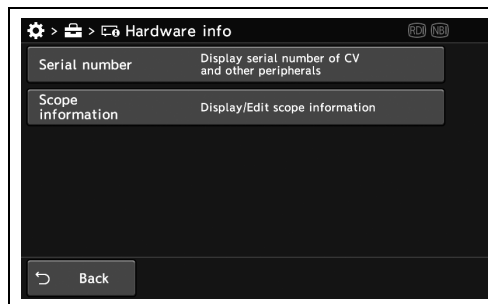 > > Hardware info RDI NBI
Serial number
Display serial number of CV
and other peripherals
Scope
information
Display/Edit scope information
Back